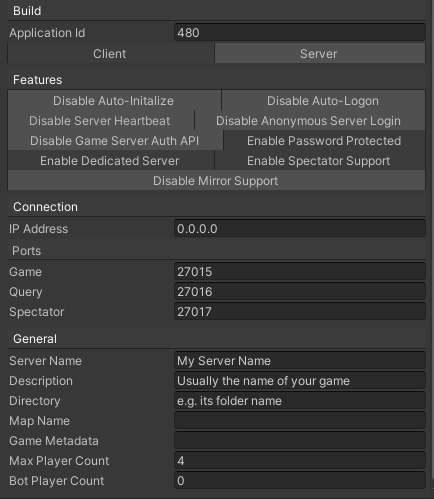 Build
Application Id 480
Client Server
Features
Disable Auto-Initalize Disable Auto-Logon
Disable Server Heartbeat Disable Anonymous Server Login
Disable Game Server Auth API Enable Password Protected
Enable Dedicated Server Enable Spectator Support
Disable Mirror Support
Connection
IP Address 0.0.0.0
Ports
Game 27015
Query 27016
Spectator 27017
General
Server Name My Server Name
Description Usually the name of your game
Directory e.g. its folder name
Map Name
Game Metadata
Max Player Count 4
Bot Player Count 0